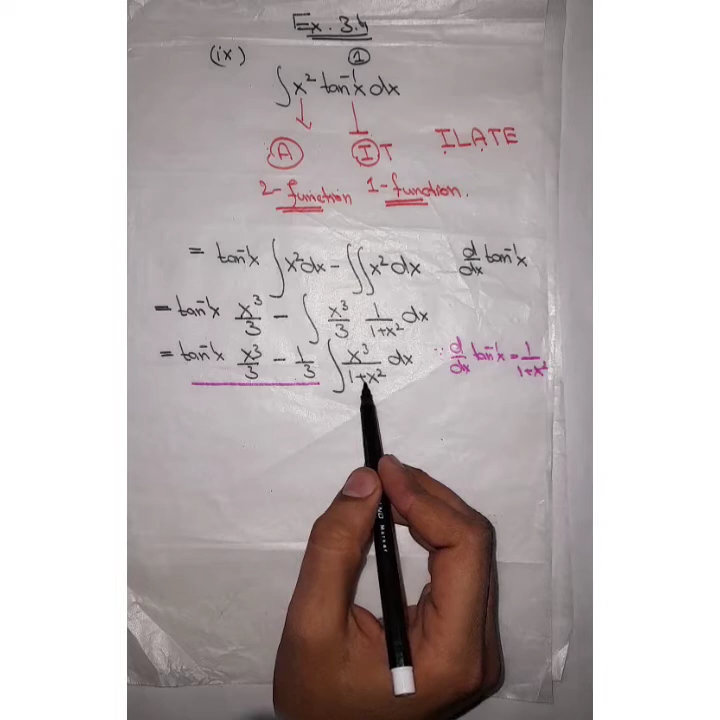 Ex. 3.4
(ix) ①
∫x² tan⁻¹x dx
A I T ILATE
2-function 1-function.
= tan⁻¹x ∫x²dx - ∫∫x²dx d/dx tan⁻¹x
= tan⁻¹x x³/3 - ∫ x³/3 1/1+x² dx
= tan⁻¹x x³/3 - 1/3 ∫ x³/1+x² dx ∵ d/dx tan⁻¹x = 1/1+x²
Marker